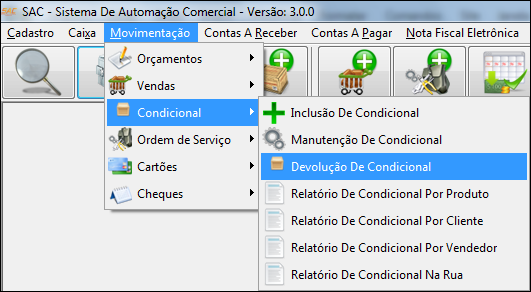 SAC - Sistema De Automação Comercial - Versão: 3.0.0
Cadastro Caixa Movimentação Contas A Receber Contas A Pagar Nota Fiscal Eletrônica
Orçamentos
Vendas
Condicional
Ordem de Serviço
Cartões
Cheques
Inclusão De Condicional
Manutenção De Condicional
Devolução De Condicional
Relatório De Condicional Por Produto
Relatório De Condicional Por Cliente
Relatório De Condicional Por Vendedor
Relatório De Condicional Na Rua